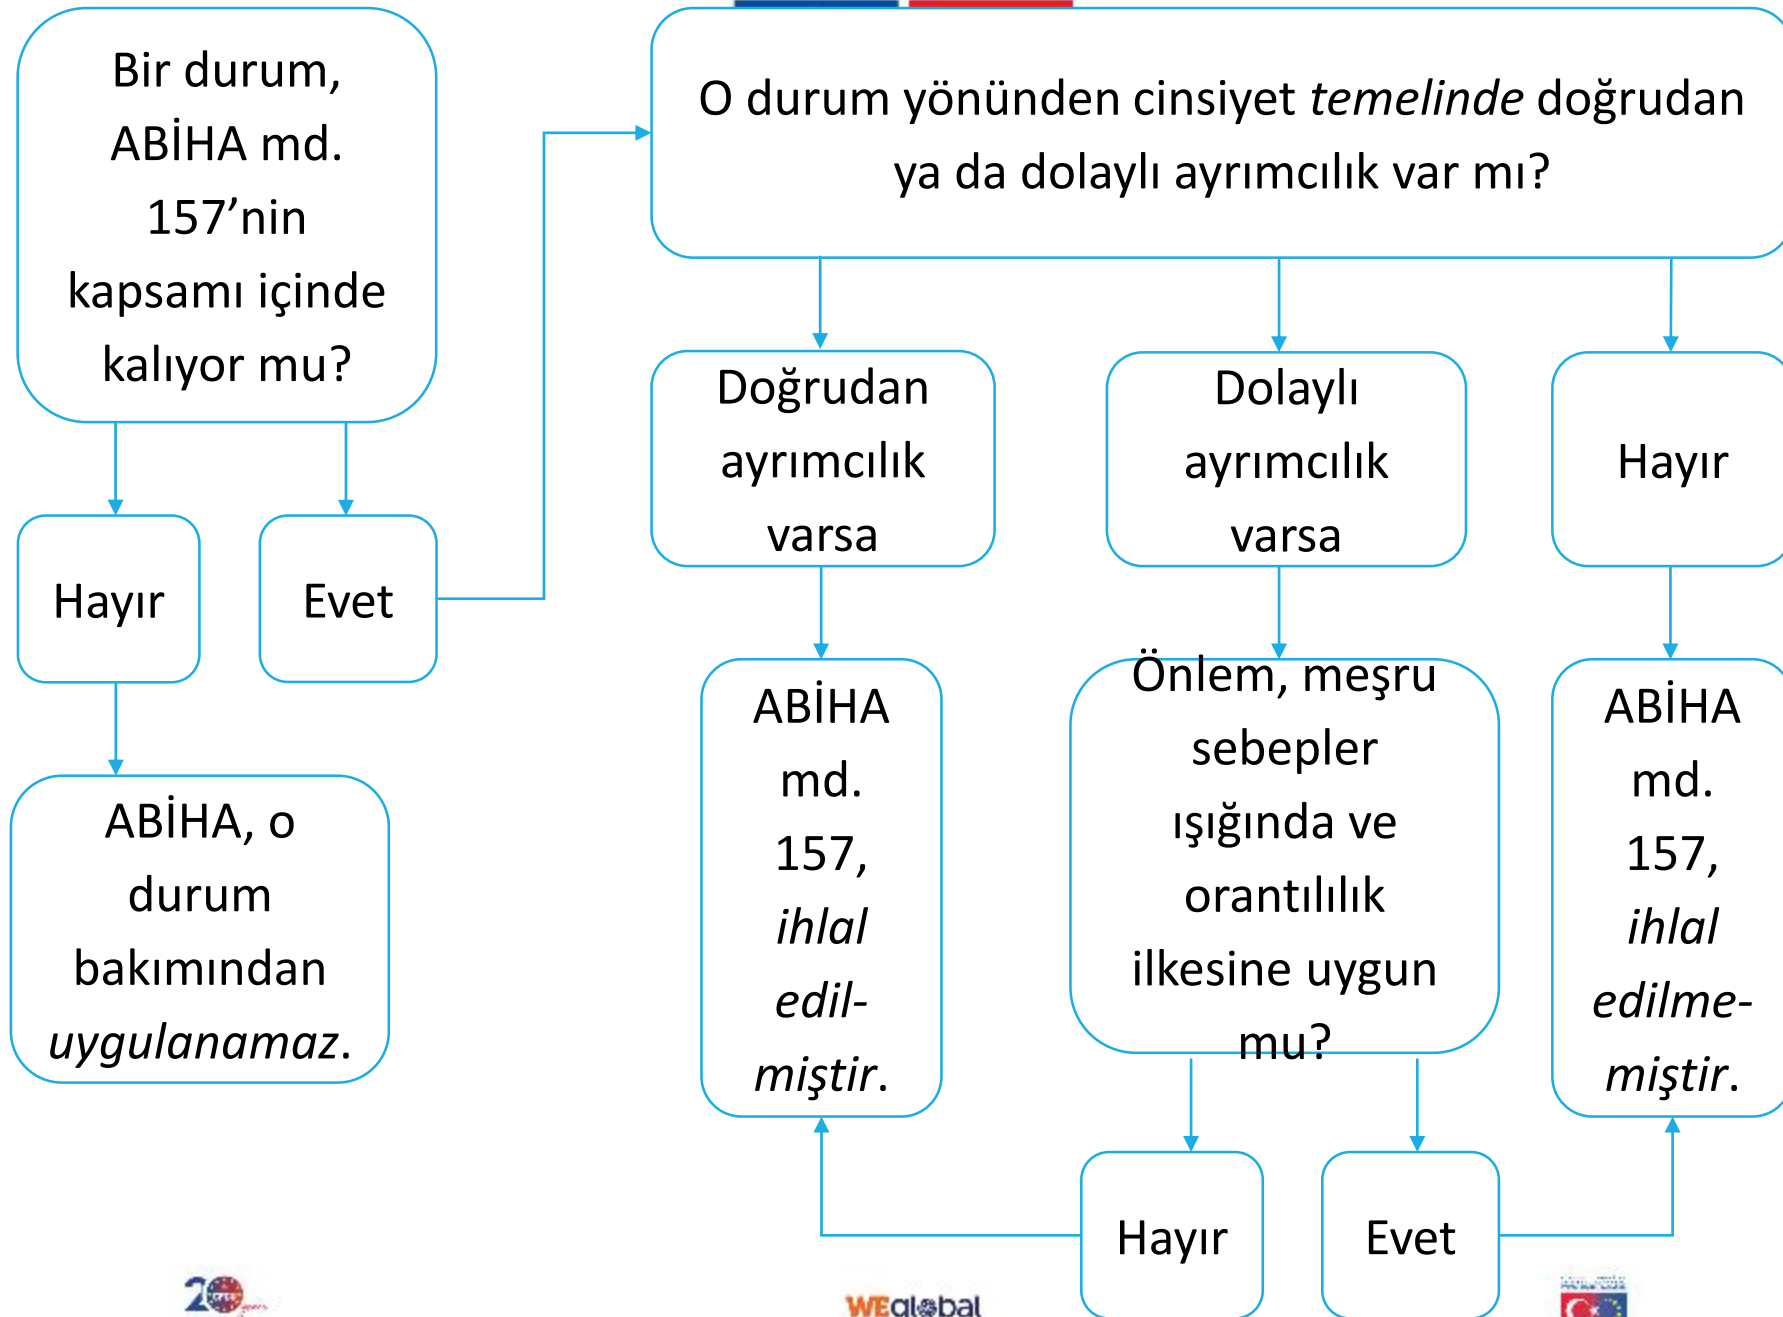 Bir durum,
ABİHA md.
157’nin
kapsamı içinde
kalıyor mu?
Hayır
Evet
ABİHA, o
durum
bakımından
uygulanamaz.
O durum yönünden cinsiyet temelinde doğrudan
ya da dolaylı ayrımcılık var mı?
Doğrudan
ayrımcılık
varsa
Dolaylı
ayrımcılık
varsa
Hayır
ABİHA
md.
157,
ihlal
edil-
miştir.
Önlem, meşru
sebepler
ışığında ve
orantılılık
ilkesine uygun
mu?
ABİHA
md.
157,
ihlal
edilme-
miştir.
Hayır
Evet
20
years
WEglobal